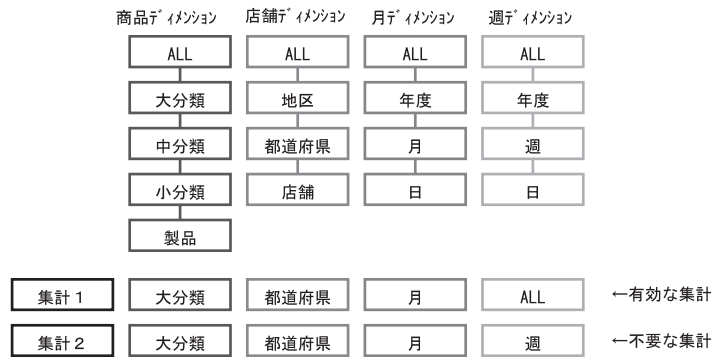 商品ﾃﾞｨﾒﾝｼｮﾝ 店舗ﾃﾞｨﾒﾝｼｮﾝ 月ﾃﾞｨﾒﾝｼｮﾝ 週ﾃﾞｨﾒﾝｼｮﾝ
ALL ALL ALL ALL
大分類 地区 年度 年度
中分類 都道府県 月 週
小分類 店舗 日 日
製品
集計１ 大分類 都道府県 月 ALL ←有効な集計
集計２ 大分類 都道府県 月 週 ←不要な集計